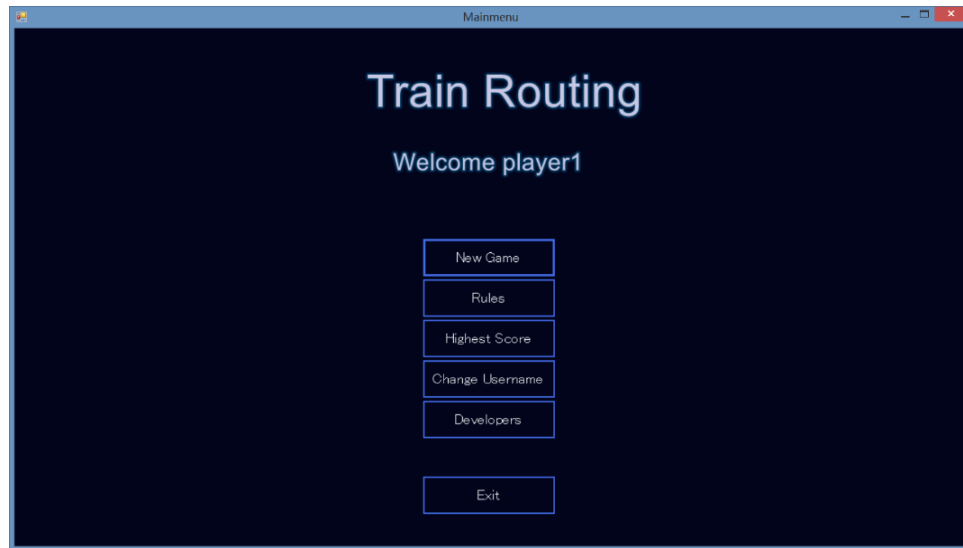 Mainmenu
Train Routing
Welcome player1
New Game
Rules
Highest Score
Change Username
Developers
Exit